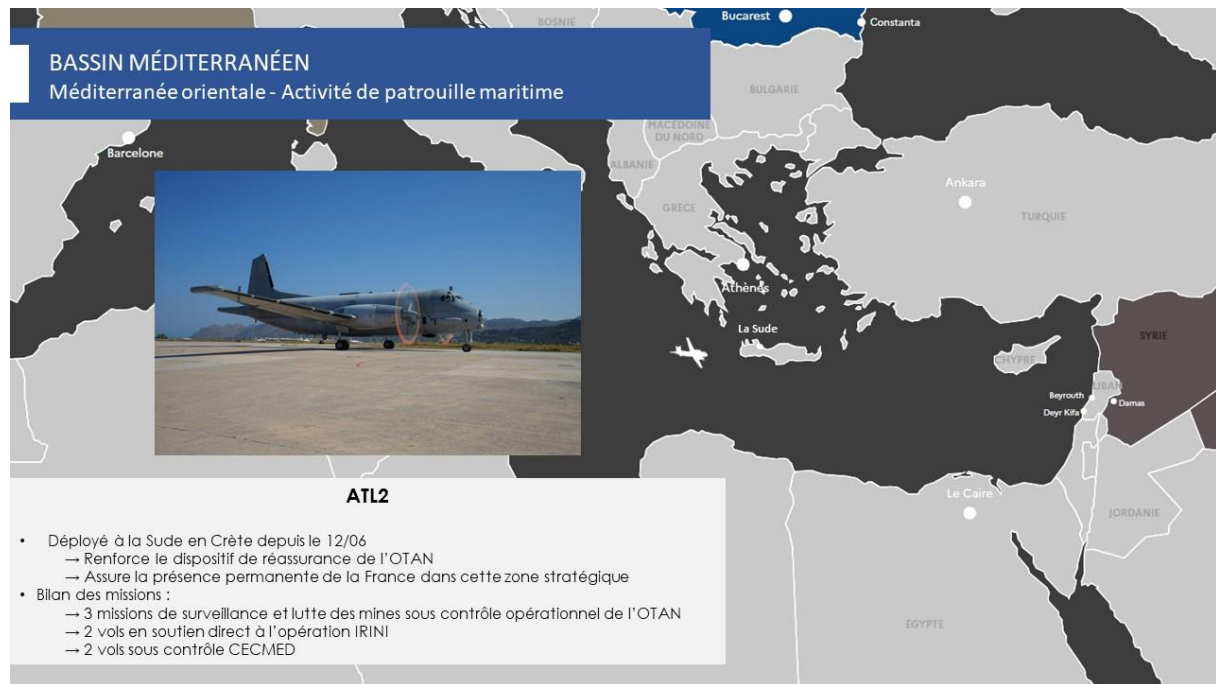 BASSIN MÉDITERRANÉEN
Méditerranée orientale - Activité de patrouille maritime
BOSNIE
Bucarest
Constanta
BULGARIE
MACÉDOINE
DU NORD
Barcelone
ALBANIE
Ankara
GRÈCE
TURQUIE
Athènes
La Sude
SYRIE
CHYPRE
LIBAN
Beyrouth
Damas
Deyr Kifa
Le Caire
JORDANIE
EGYPTE
ATL2
• Déployé à la Sude en Crète depuis le 12/06
→ Renforce le dispositif de réassurance de l’OTAN
→ Assure la présence permanente de la France dans cette zone stratégique
• Bilan des missions :
→ 3 missions de surveillance et lutte des mines sous contrôle opérationnel de l’OTAN
→ 2 vols en soutien direct à l’opération IRINI
→ 2 vols sous contrôle CECMED